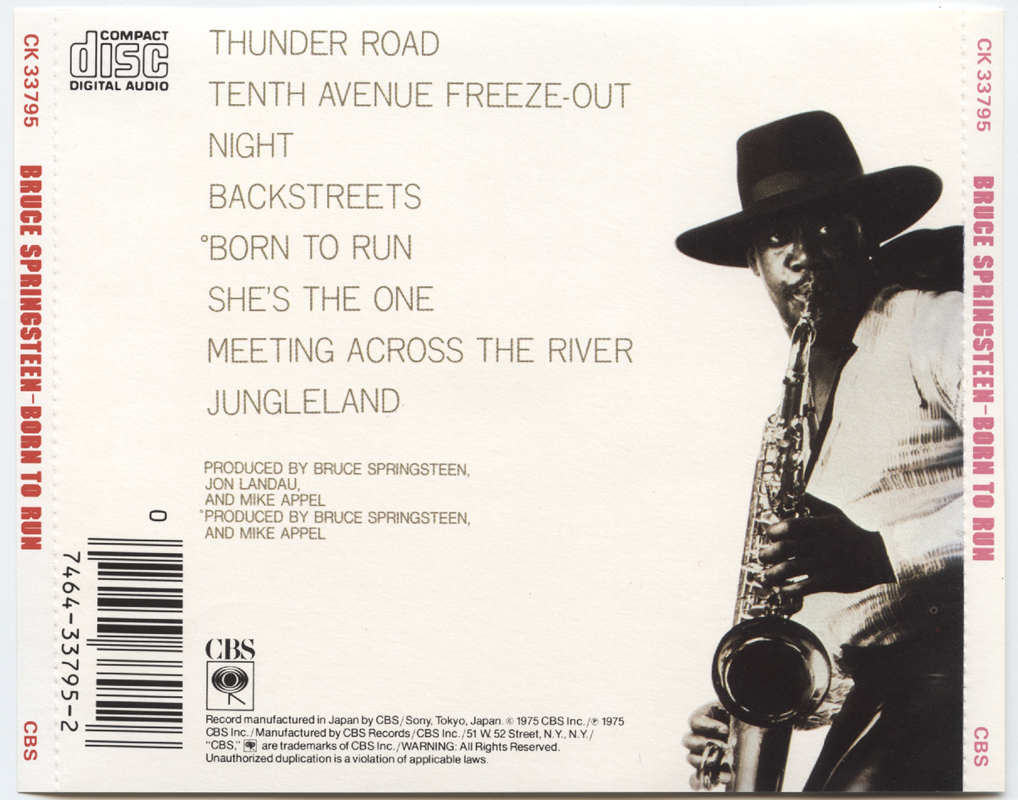 CK 33795
BRUCE SPRINGSTEEN-BORN TO RUN
CBS
COMPACT
disc
DIGITAL AUDIO
THUNDER ROAD
TENTH AVENUE FREEZE-OUT
NIGHT
BACKSTREETS
°BORN TO RUN
SHE'S THE ONE
MEETING ACROSS THE RIVER
JUNGLELAND
PRODUCED BY BRUCE SPRINGSTEEN,
JON LANDAU,
AND MIKE APPEL
°PRODUCED BY BRUCE SPRINGSTEEN,
AND MIKE APPEL
0
7464-33795-2
CBS
Record manufactured in Japan by CBS/Sony, Tokyo, Japan. © 1975 CBS Inc./℗ 1975
CBS Inc./Manufactured by CBS Records/CBS Inc./51 W. 52 Street, N.Y., N.Y./
"CBS," are trademarks of CBS Inc./WARNING: All Rights Reserved.
Unauthorized duplication is a violation of applicable laws.
CK 33795
BRUCE SPRINGSTEEN-BORN TO RUN
CBS